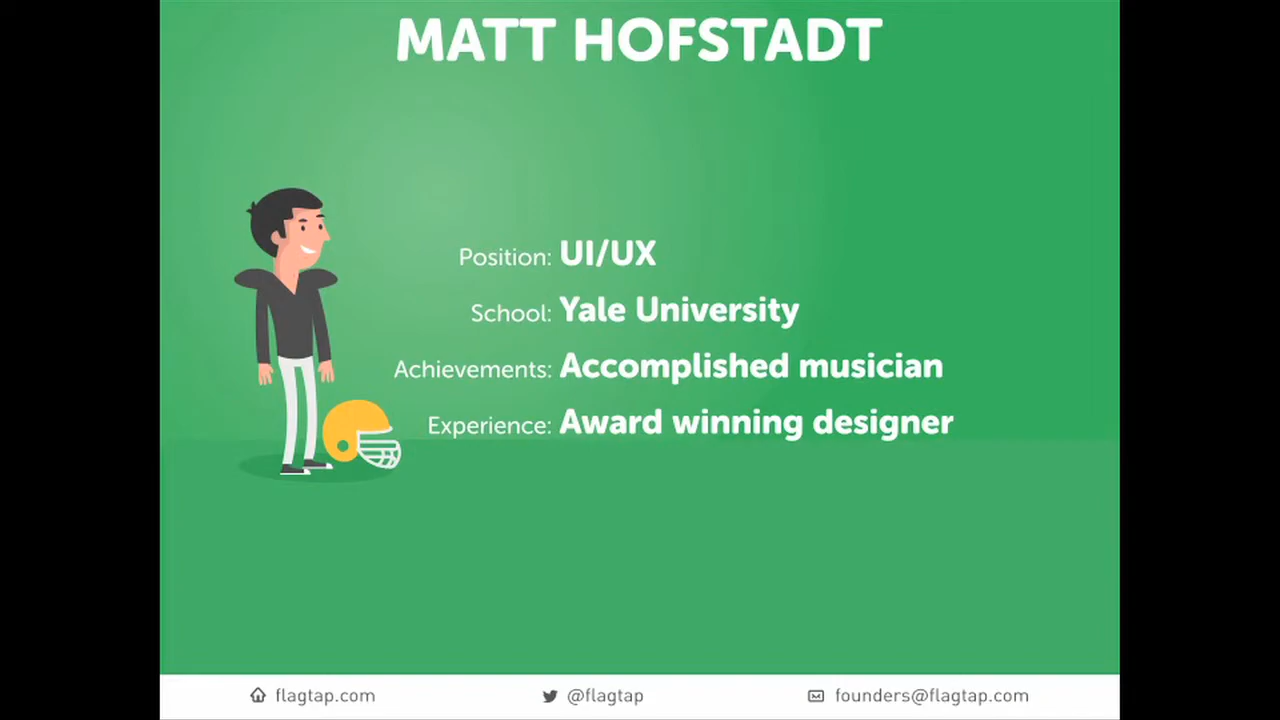 MATT HOFSTADT
Position: UI/UX
School: Yale University
Achievements: Accomplished musician
Experience: Award winning designer
flagtap.com @flagtap founders@flagtap.com